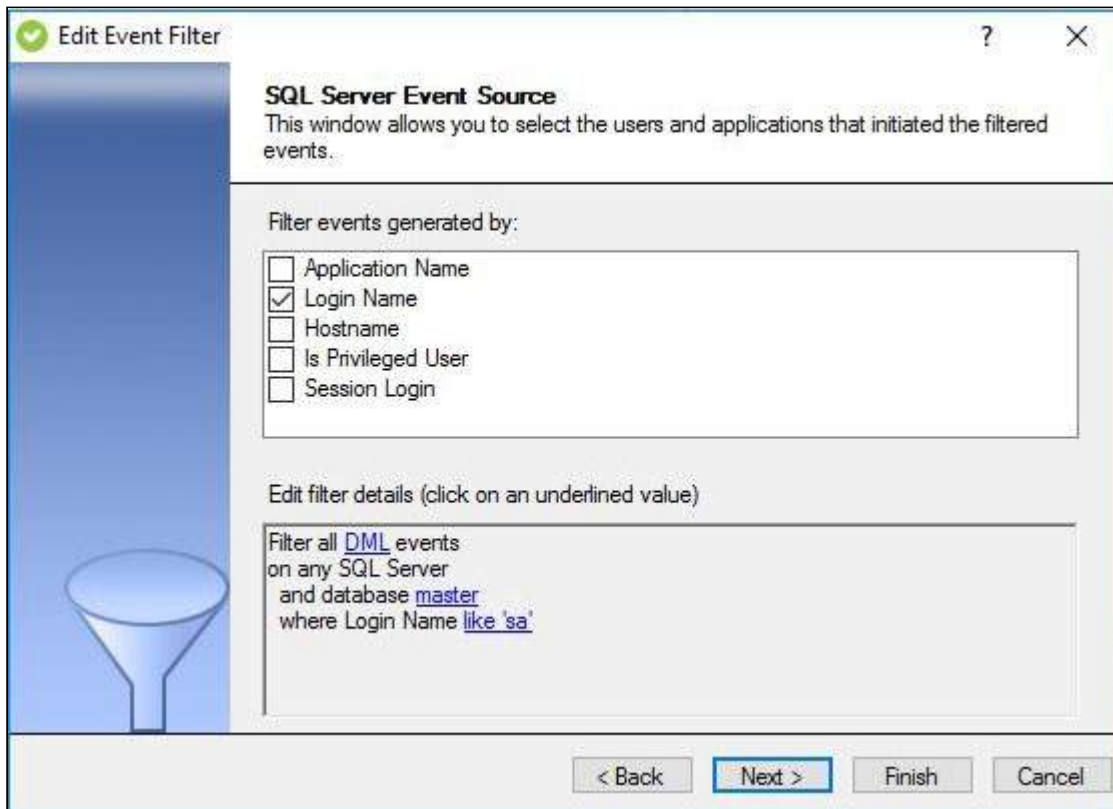 Edit Event Filter
?
SQL Server Event Source
This window allows you to select the users and applications that initiated the filtered
events.
Filter events generated by:
Application Name
Login Name
Hostname
Is Privileged User
Session Login
Edit filter details (click on an underlined value)
Filter all DML events
on any SQL Server
and database master
where Login Name like 'sa'
< Back
Next >
Finish
Cancel